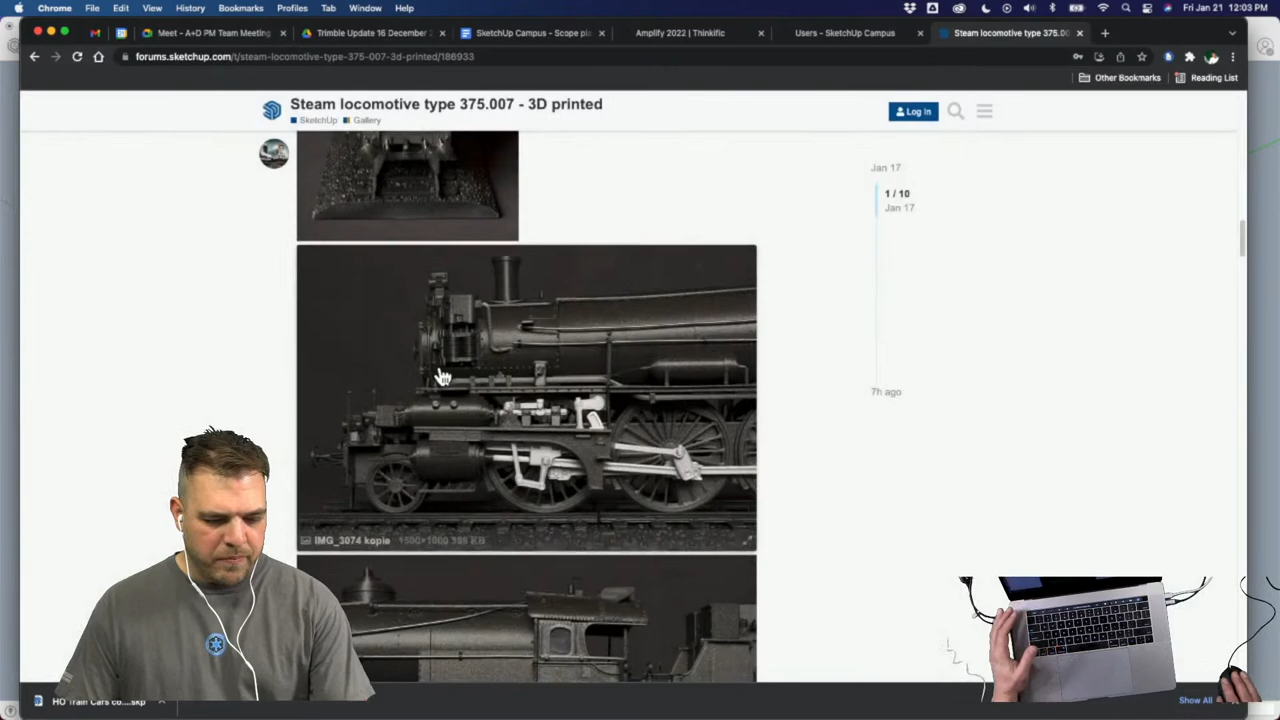 Chrome File Edit View History Bookmarks Profiles Tab Window Help Fri Jan 21 12:03 PM
Meet - A+D PM Team Meeting Trimble Update 16 December 2 SketchUp Campus - Scope pla Amplify 2022 | Thinkific Users - SketchUp Campus Steam locomotive type 375.00
forums.sketchup.com/t/steam-locomotive-type-375-007-3d-printed/186933
Other Bookmarks Reading List
Steam locomotive type 375.007 - 3D printed
SketchUp Gallery
Log In
Jan 17
1 / 10
Jan 17
7h ago
IMG_3074 kopie 1500×1000 395 KB
HO Train Cars co....skp
Show All